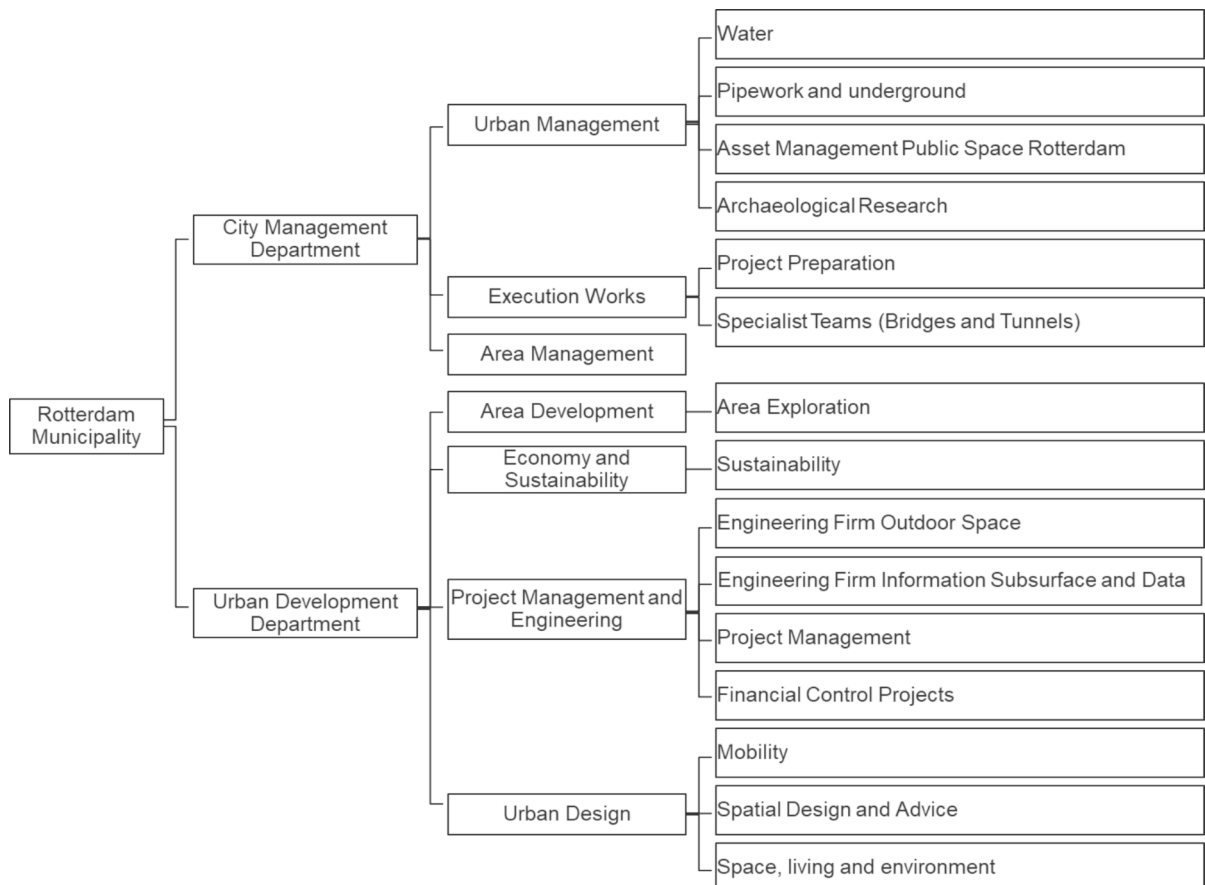 Water
Pipework and underground
Urban Management
Asset Management Public Space Rotterdam
Archaeological Research
City Management
Department
Project Preparation
Execution Works
Specialist Teams (Bridges and Tunnels)
Area Management
Rotterdam
Municipality
Area Development
Area Exploration
Economy and
Sustainability
Sustainability
Engineering Firm Outdoor Space
Urban Development
Department
Project Management and
Engineering
Engineering Firm Information Subsurface and Data
Project Management
Financial Control Projects
Mobility
Urban Design
Spatial Design and Advice
Space, living and environment